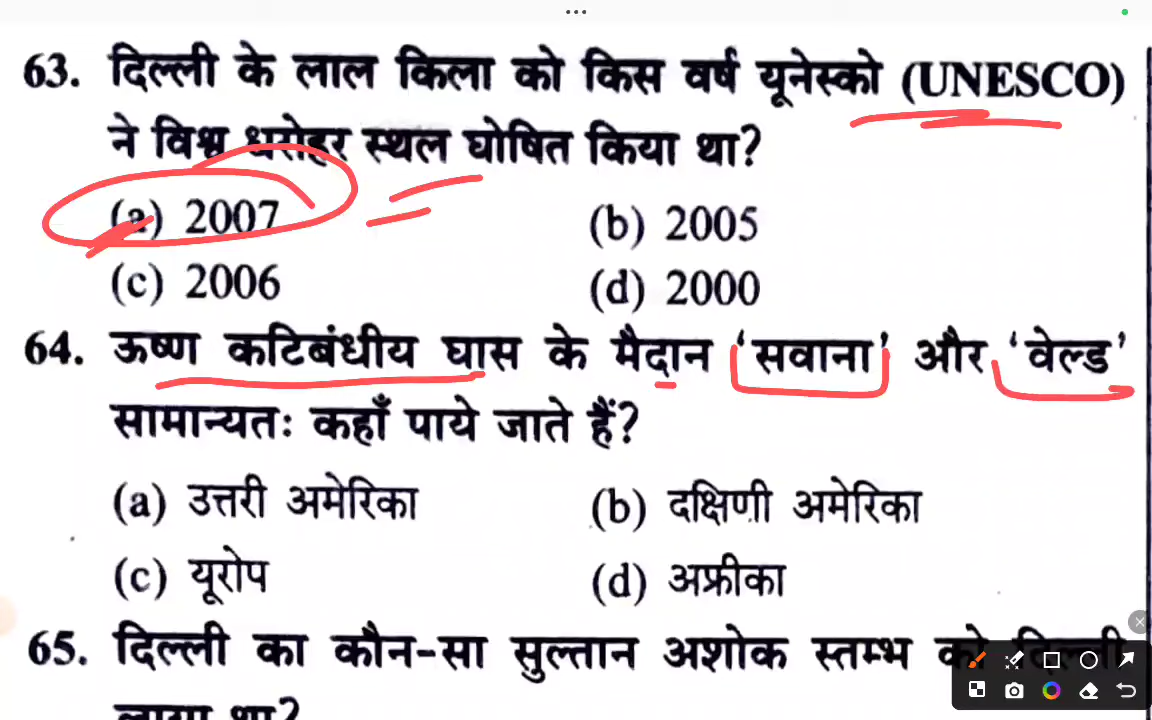 63. दिल्ली के लाल किला को किस वर्ष यूनेस्को (UNESCO)
ने विश्व धरोहर स्थल घोषित किया था?
(a) 2007 (b) 2005
(c) 2006 (d) 2000
64. ऊष्ण कटिबंधीय घास के मैदान ‘सवाना’ और ‘वेल्ड’
सामान्यतः कहाँ पाये जाते हैं?
(a) उत्तरी अमेरिका (b) दक्षिणी अमेरिका
(c) यूरोप (d) अफ्रीका
65. दिल्ली का कौन-सा सुल्तान अशोक स्तम्भ को दिल्ली
लाया था?